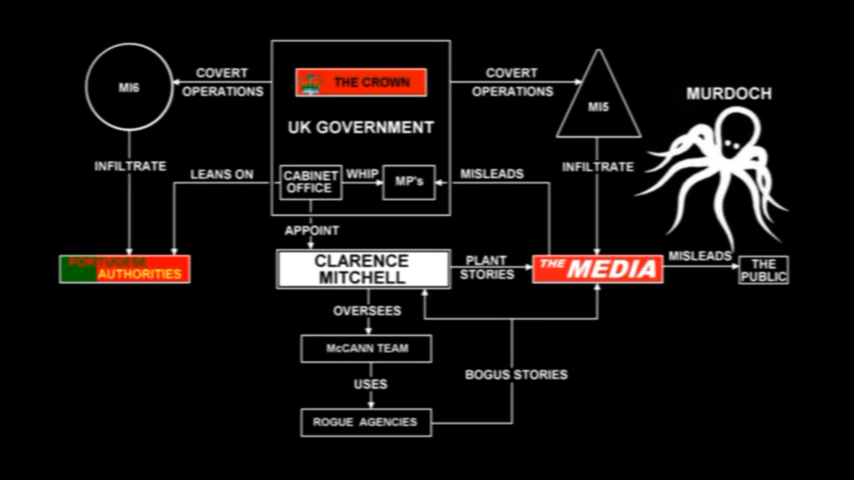 MURDOCH
MI6
COVERT
OPERATIONS
THE CROWN
UK GOVERNMENT
COVERT
OPERATIONS
MI5
INFILTRATE
LEANS ON
CABINET
OFFICE
WHIP
MP's
MISLEADS
INFILTRATE
APPOINT
PORTUGESE
AUTHORITIES
CLARENCE
MITCHELL
PLANT
STORIES
THE MEDIA
MISLEADS
THE
PUBLIC
OVERSEES
McCANN TEAM
USES
BOGUS STORIES
ROGUE AGENCIES